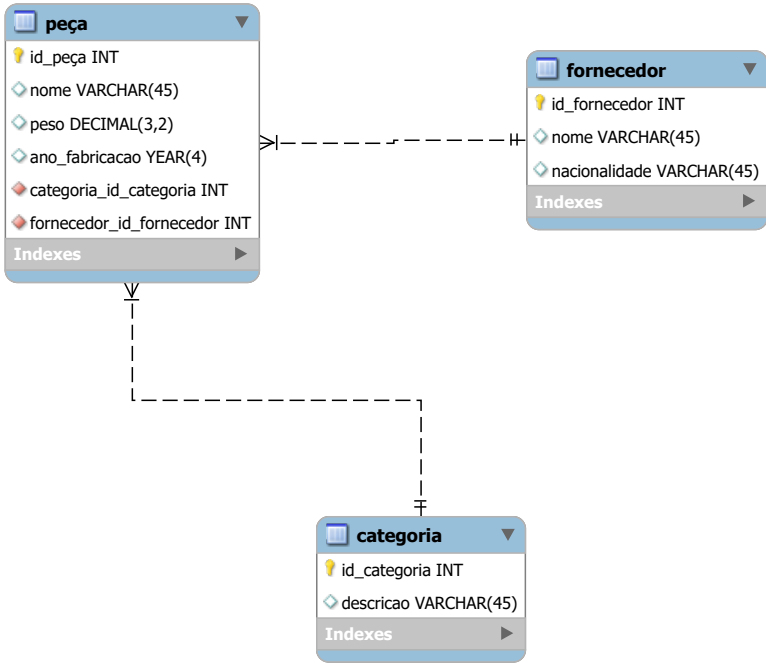 peça
id_peça INT
nome VARCHAR(45)
peso DECIMAL(3,2)
ano_fabricacao YEAR(4)
categoria_id_categoria INT
fornecedor_id_fornecedor INT
Indexes
fornecedor
id_fornecedor INT
nome VARCHAR(45)
nacionalidade VARCHAR(45)
Indexes
categoria
id_categoria INT
descricao VARCHAR(45)
Indexes